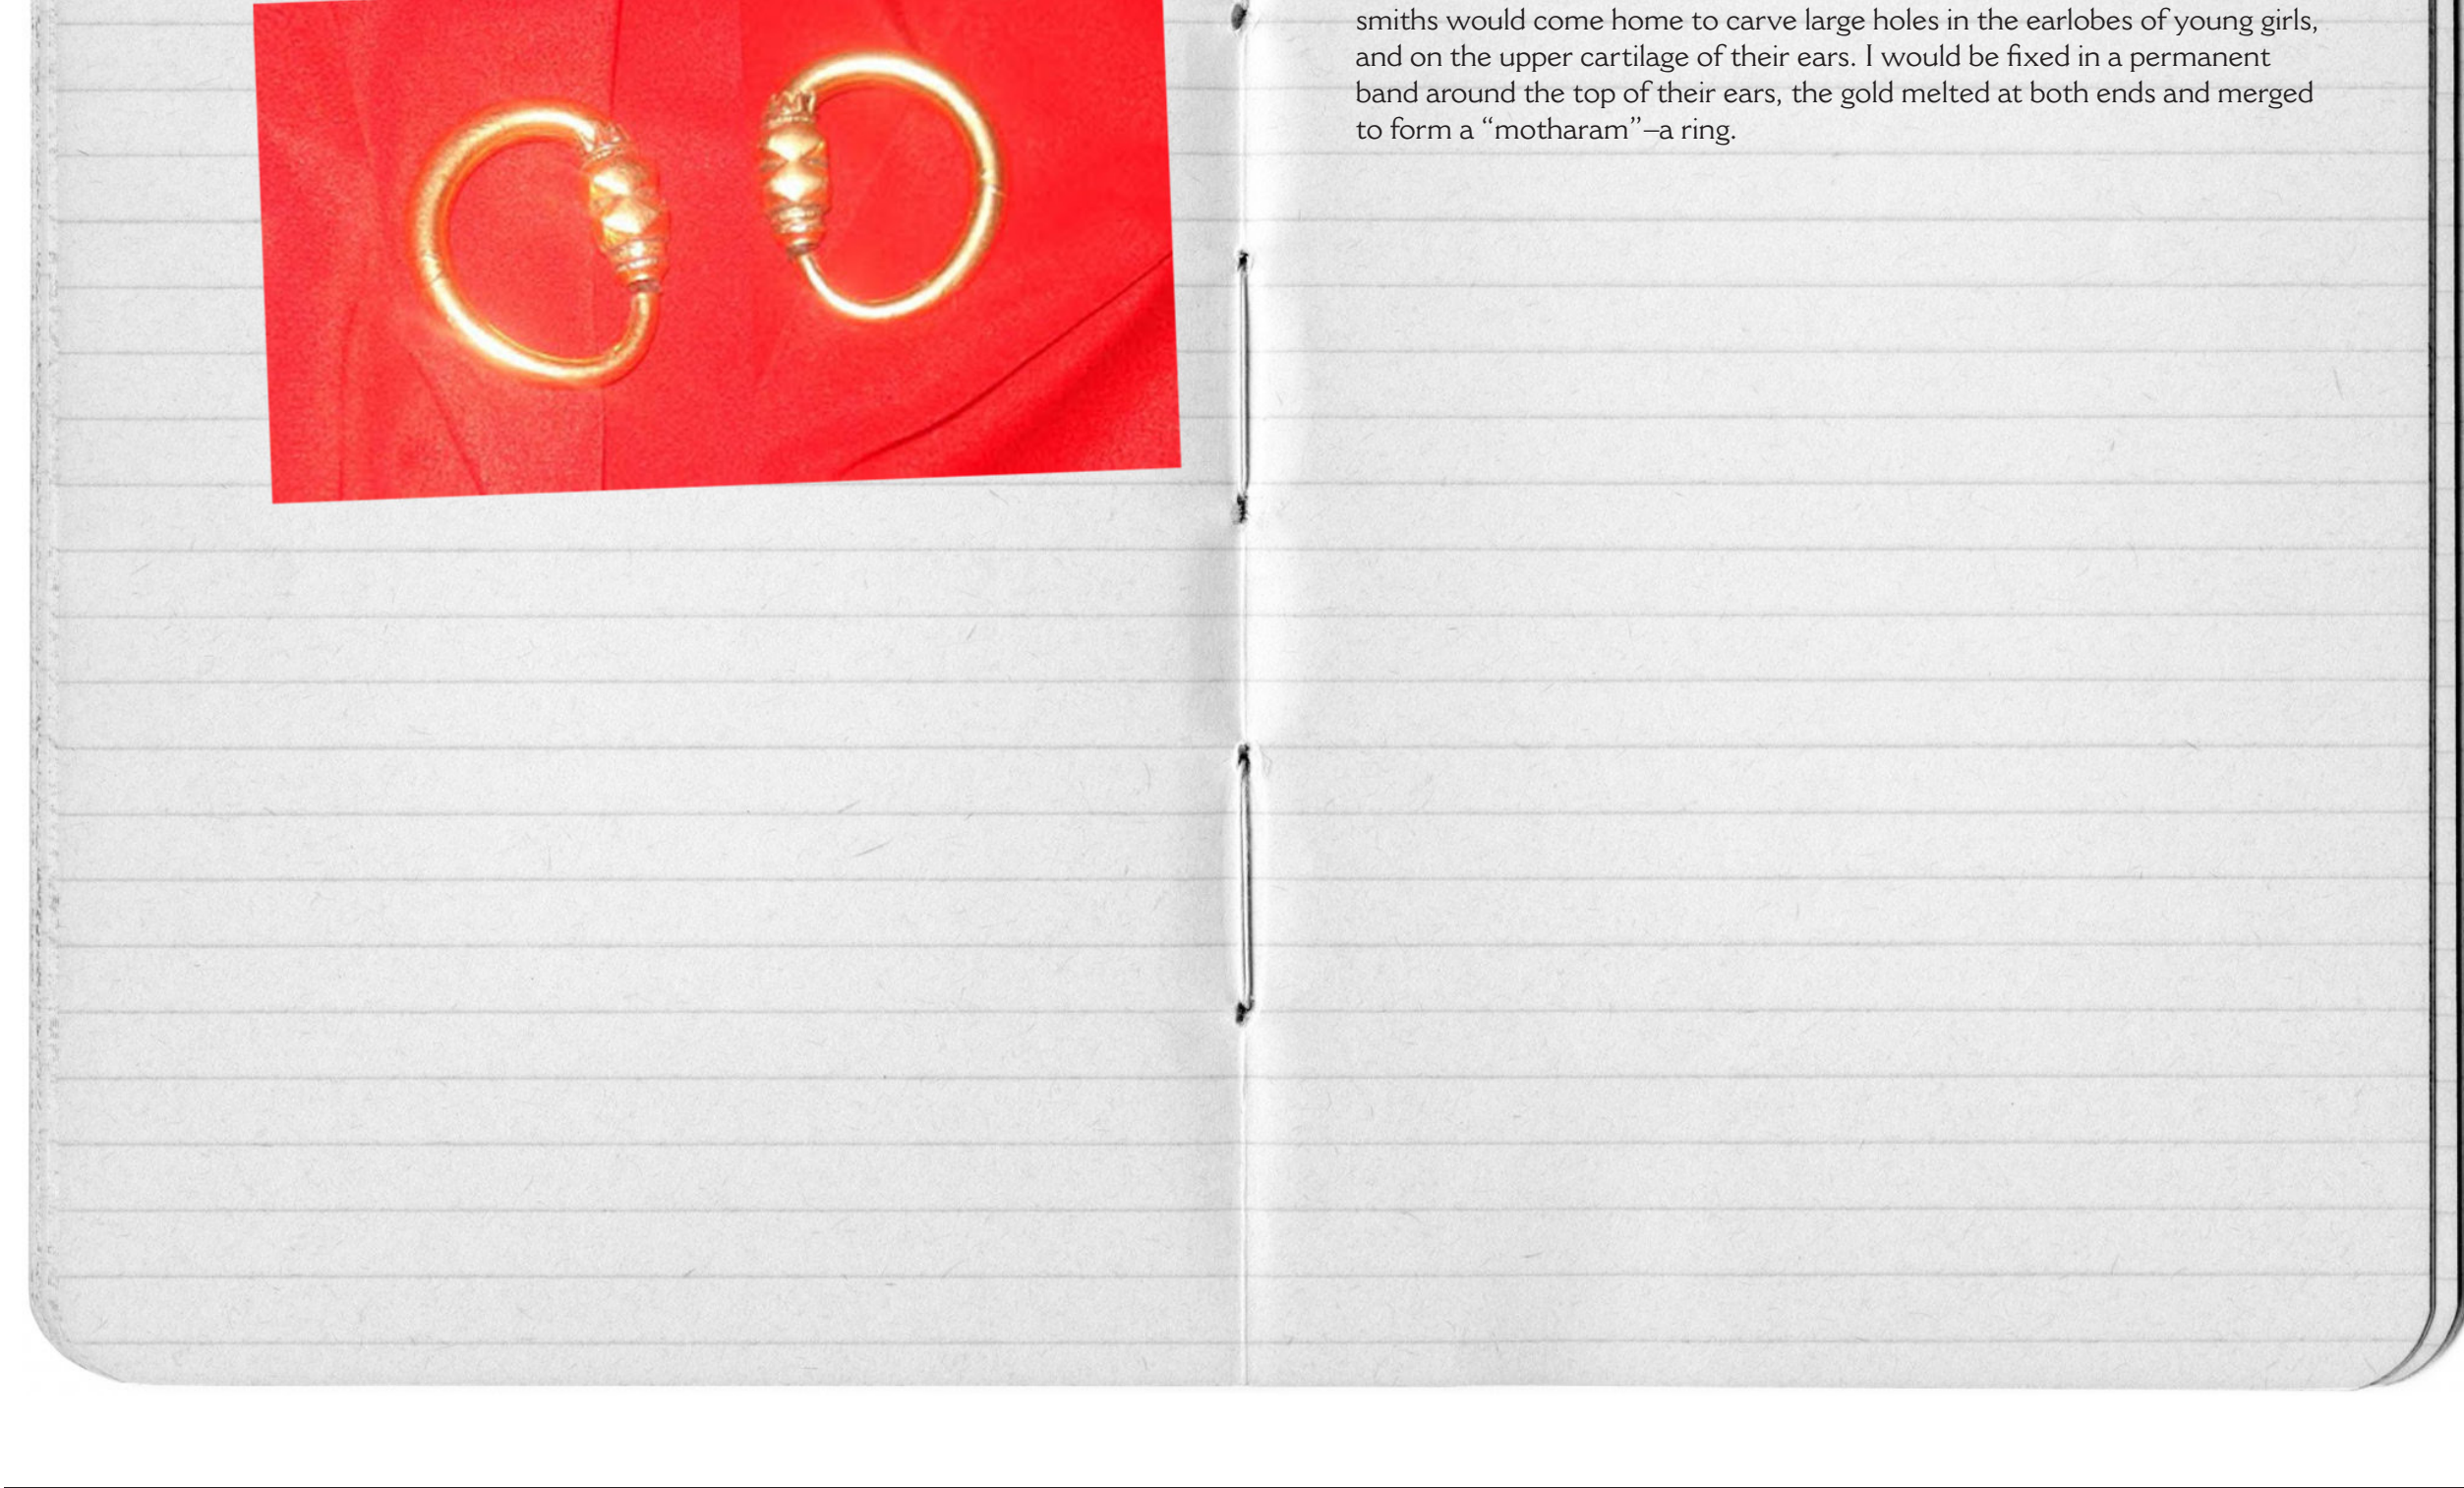 smiths would come home to carve large holes in the earlobes of young girls,
and on the upper cartilage of their ears. I would be fixed in a permanent
band around the top of their ears, the gold melted at both ends and merged
to form a “motharam”–a ring.